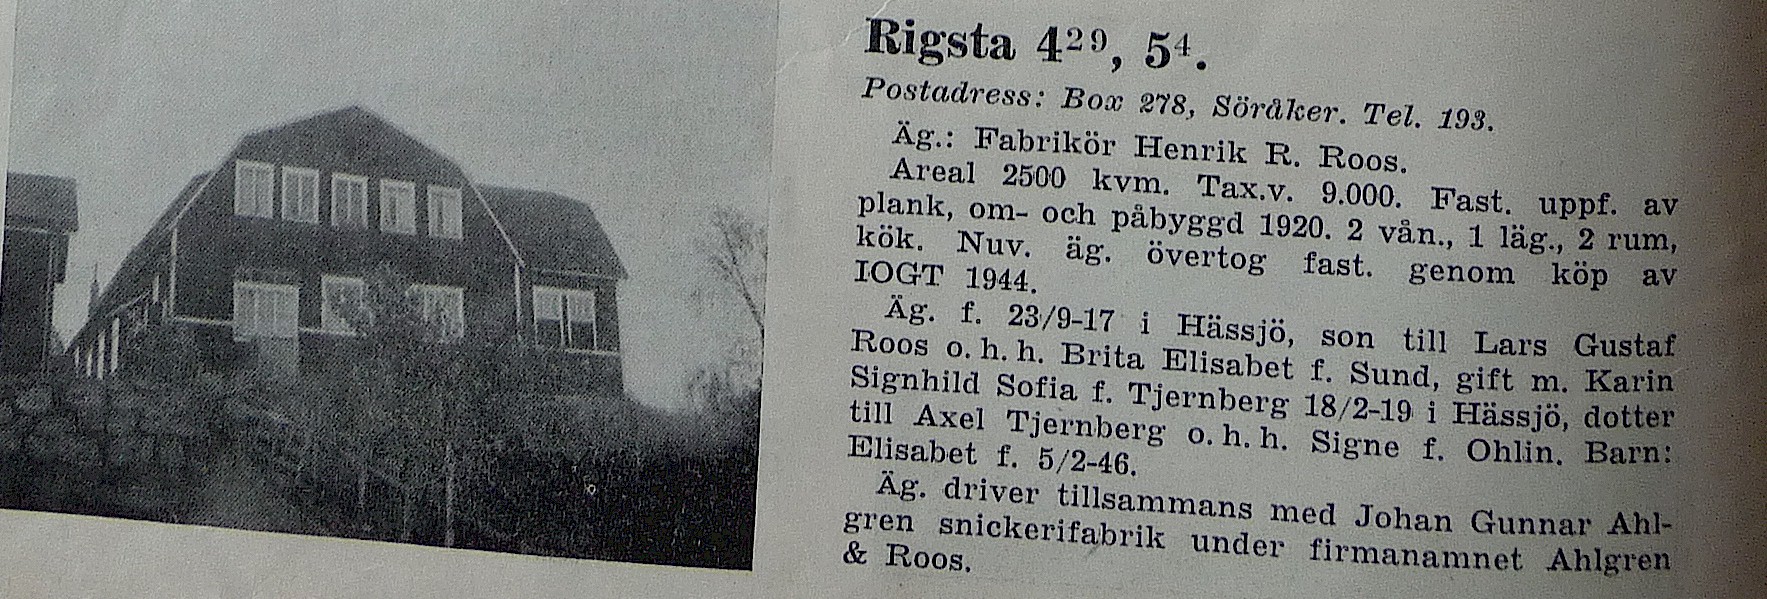 Rigsta 4²⁹, 5⁴.
Postadress: Box 278, Söråker. Tel. 193.
Äg.: Fabrikör Henrik R. Roos.
Areal 2500 kvm. Tax.v. 9.000. Fast. uppf. av
plank, om- och påbyggd 1920. 2 vån., 1 läg., 2 rum,
kök. Nuv. äg. övertog fast. genom köp av
IOGT 1944.
Äg. f. 23/9-17 i Hässjö, son till Lars Gustaf
Roos o. h. h. Brita Elisabet f. Sund, gift m. Karin
Signhild Sofia f. Tjernberg 18/2-19 i Hässjö, dotter
till Axel Tjernberg o. h. h. Signe f. Ohlin. Barn:
Elisabet f. 5/2-46.
Äg. driver tillsammans med Johan Gunnar Ahl-
gren snickerifabrik under firmanamnet Ahlgren
& Roos.